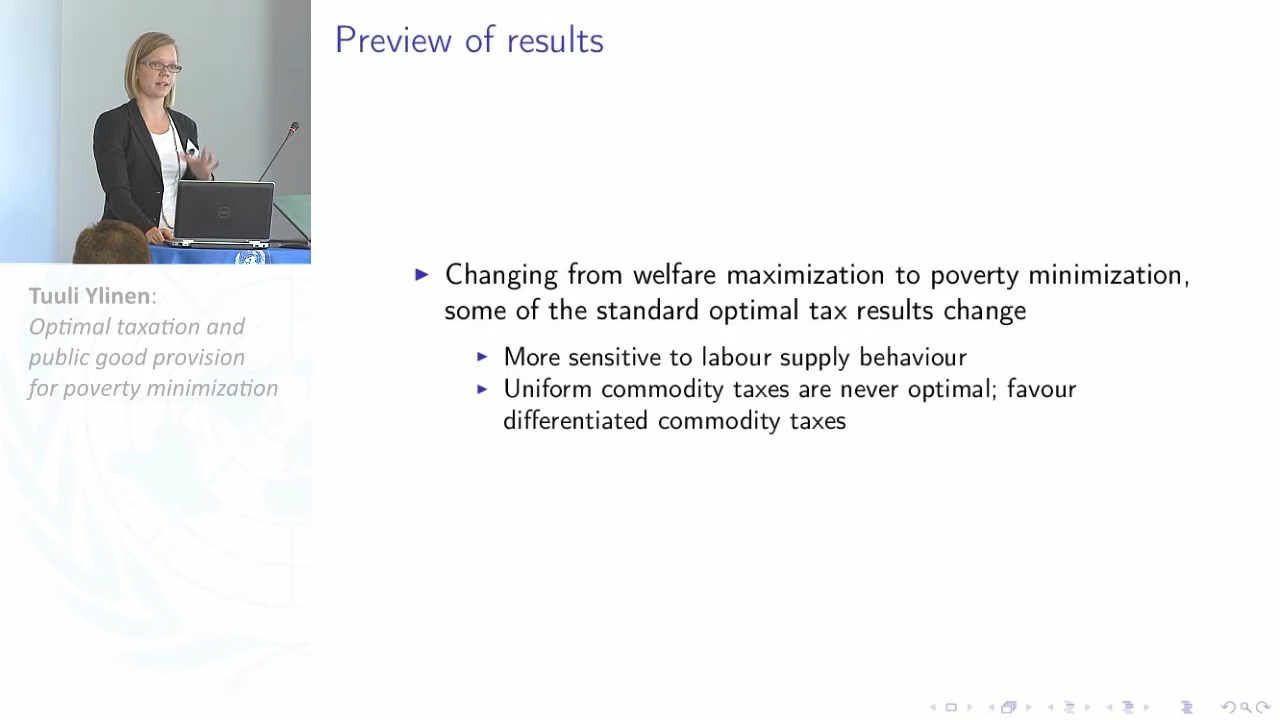 Preview of results
Tuuli Ylinen:
Optimal taxation and
public good provision
for poverty minimization
Changing from welfare maximization to poverty minimization,
some of the standard optimal tax results change
More sensitive to labour supply behaviour
Uniform commodity taxes are never optimal; favour
differentiated commodity taxes